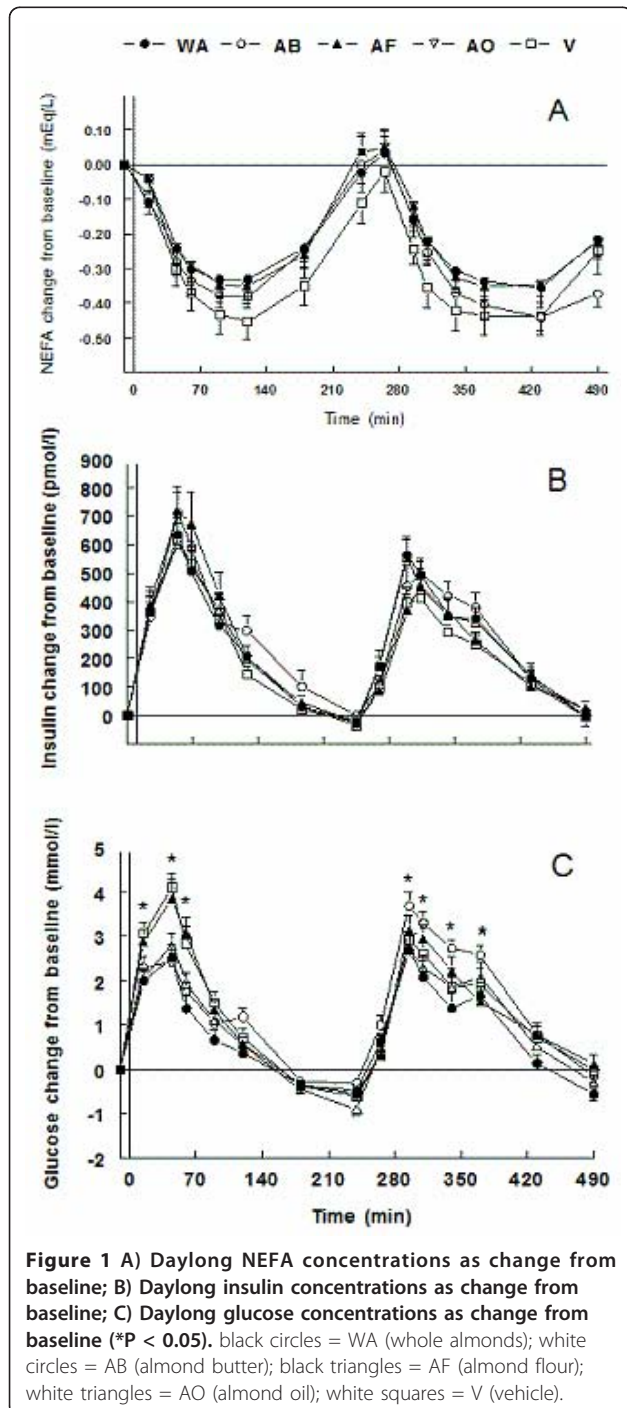 WA AB AF AO V
A
NEFA change from baseline (mEq/L)
0.10
0.00
-0.10
-0.20
-0.30
-0.40
-0.50
0 70 140 210 280 350 420 490
Time (min)
B
Insulin change from baseline (pmol/l)
900
800
700
600
500
400
300
200
100
0
C
Glucose change from baseline (mmol/l)
5
4
3
2
1
0
-1
-2
* * * * * * *
0 70 140 210 280 350 420 490
Time (min)
Figure 1 A) Daylong NEFA concentrations as change from
baseline; B) Daylong insulin concentrations as change from
baseline; C) Daylong glucose concentrations as change from
baseline (*P < 0.05). black circles = WA (whole almonds); white
circles = AB (almond butter); black triangles = AF (almond flour);
white triangles = AO (almond oil); white squares = V (vehicle).